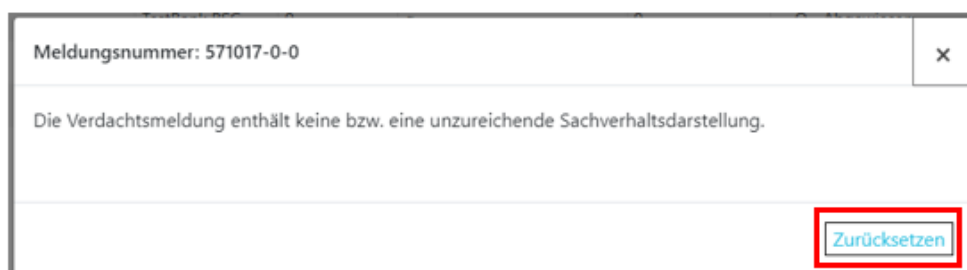 Meldungsnummer: 571017-0-0
×
Die Verdachtsmeldung enthält keine bzw. eine unzureichende Sachverhaltsdarstellung.
Zurücksetzen